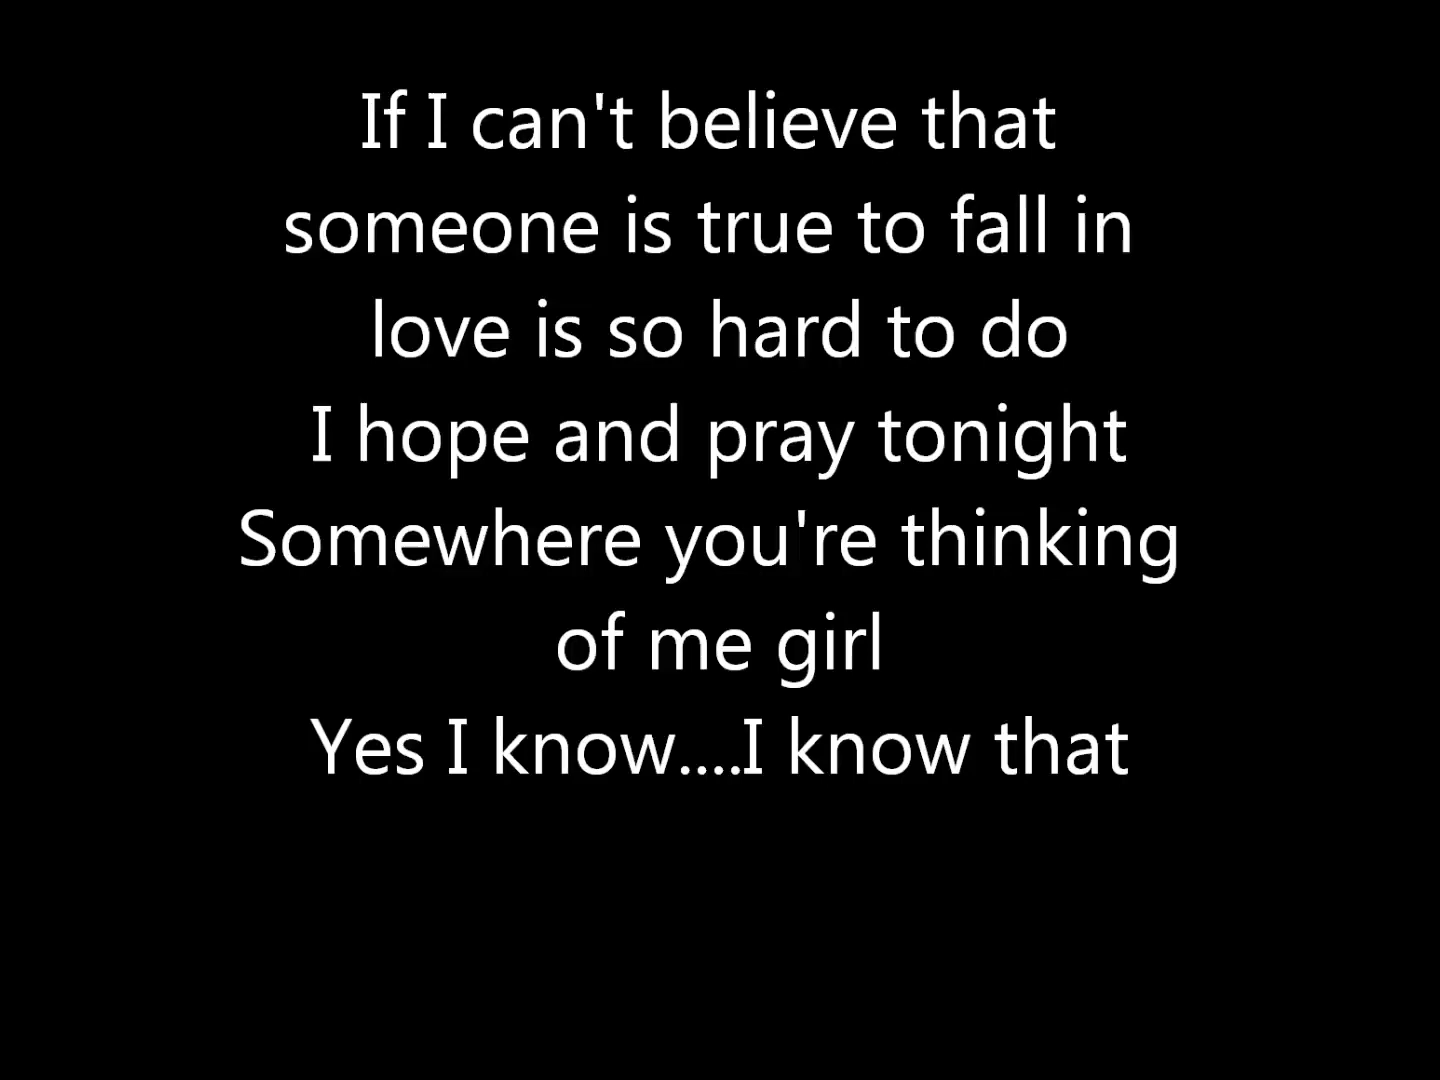 If I can't believe that
someone is true to fall in
love is so hard to do
I hope and pray tonight
Somewhere you're thinking
of me girl
Yes I know....I know that